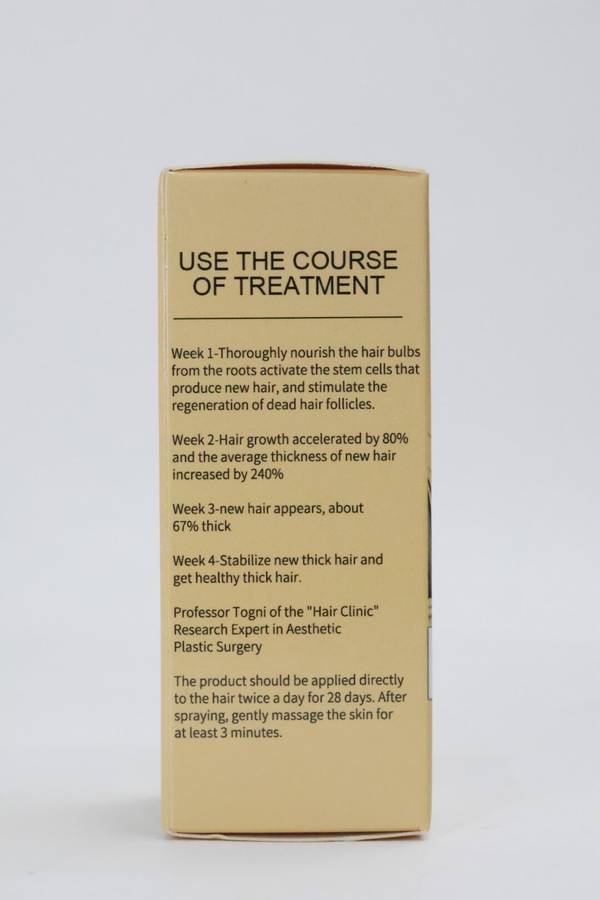 USE THE COURSE
OF TREATMENT
Week 1-Thoroughly nourish the hair bulbs
from the roots activate the stem cells that
produce new hair, and stimulate the
regeneration of dead hair follicles.
Week 2-Hair growth accelerated by 80%
and the average thickness of new hair
increased by 240%
Week 3-new hair appears, about
67% thick
Week 4-Stabilize new thick hair and
get healthy thick hair.
Professor Togni of the "Hair Clinic"
Research Expert in Aesthetic
Plastic Surgery
The product should be applied directly
to the hair twice a day for 28 days. After
spraying, gently massage the skin for
at least 3 minutes.